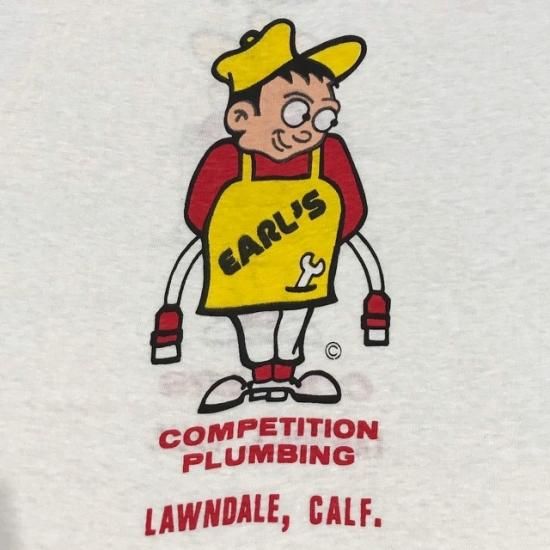 EARL'S
©
COMPETITION
PLUMBING
LAWNDALE, CALF.